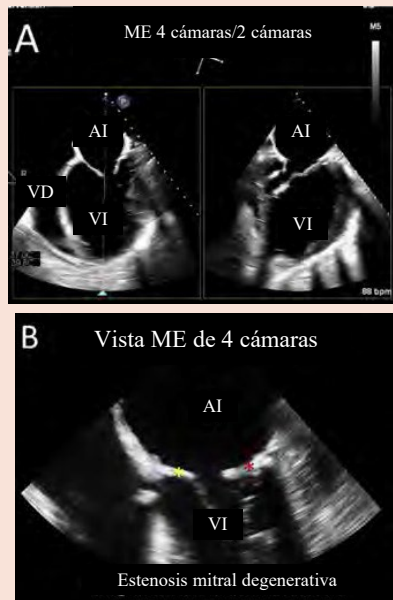 A
ME 4 cámaras/2 cámaras
M5
AI
AI
VD
VI
VI
88 bpm
B
Vista ME de 4 cámaras
AI
*
*
VI
Estenosis mitral degenerativa